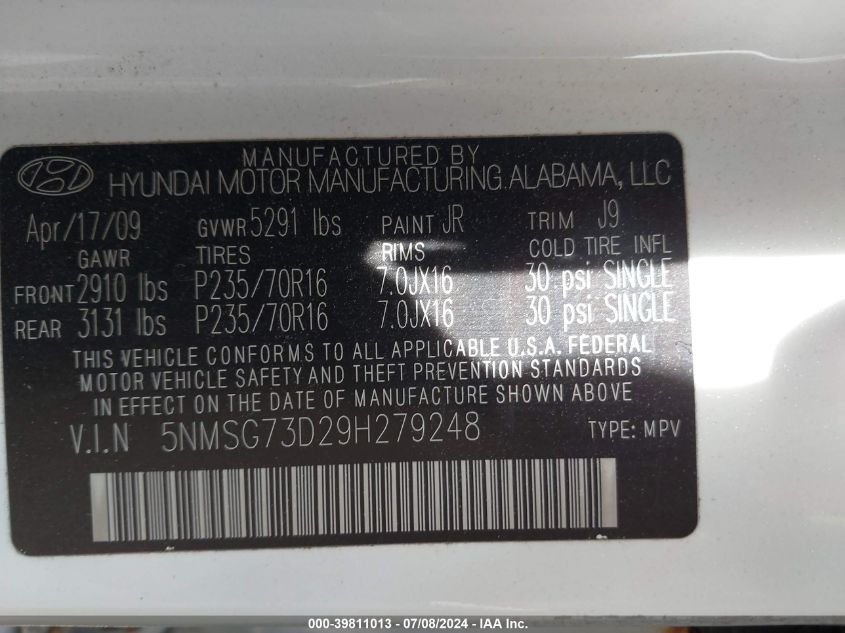 MANUFACTURED BY
HYUNDAI MOTOR MANUFACTURING ALABAMA, LLC
Apr/17/09 GVWR 5291 lbs PAINT JR TRIM J9
GAWR TIRES RIMS COLD TIRE INFL
FRONT 2910 lbs P235/70R16 7.0JX16 30 psi SINGLE
REAR 3131 lbs P235/70R16 7.0JX16 30 psi SINGLE
THIS VEHICLE CONFORMS TO ALL APPLICABLE U.S.A. FEDERAL
MOTOR VEHICLE SAFETY AND THEFT PREVENTION STANDARDS
IN EFFECT ON THE DATE OF MANUFACTURE SHOWN ABOVE
V.I.N 5NMSG73D29H279248 TYPE: MPV
000-39811013 - 07/08/2024 - IAA Inc.